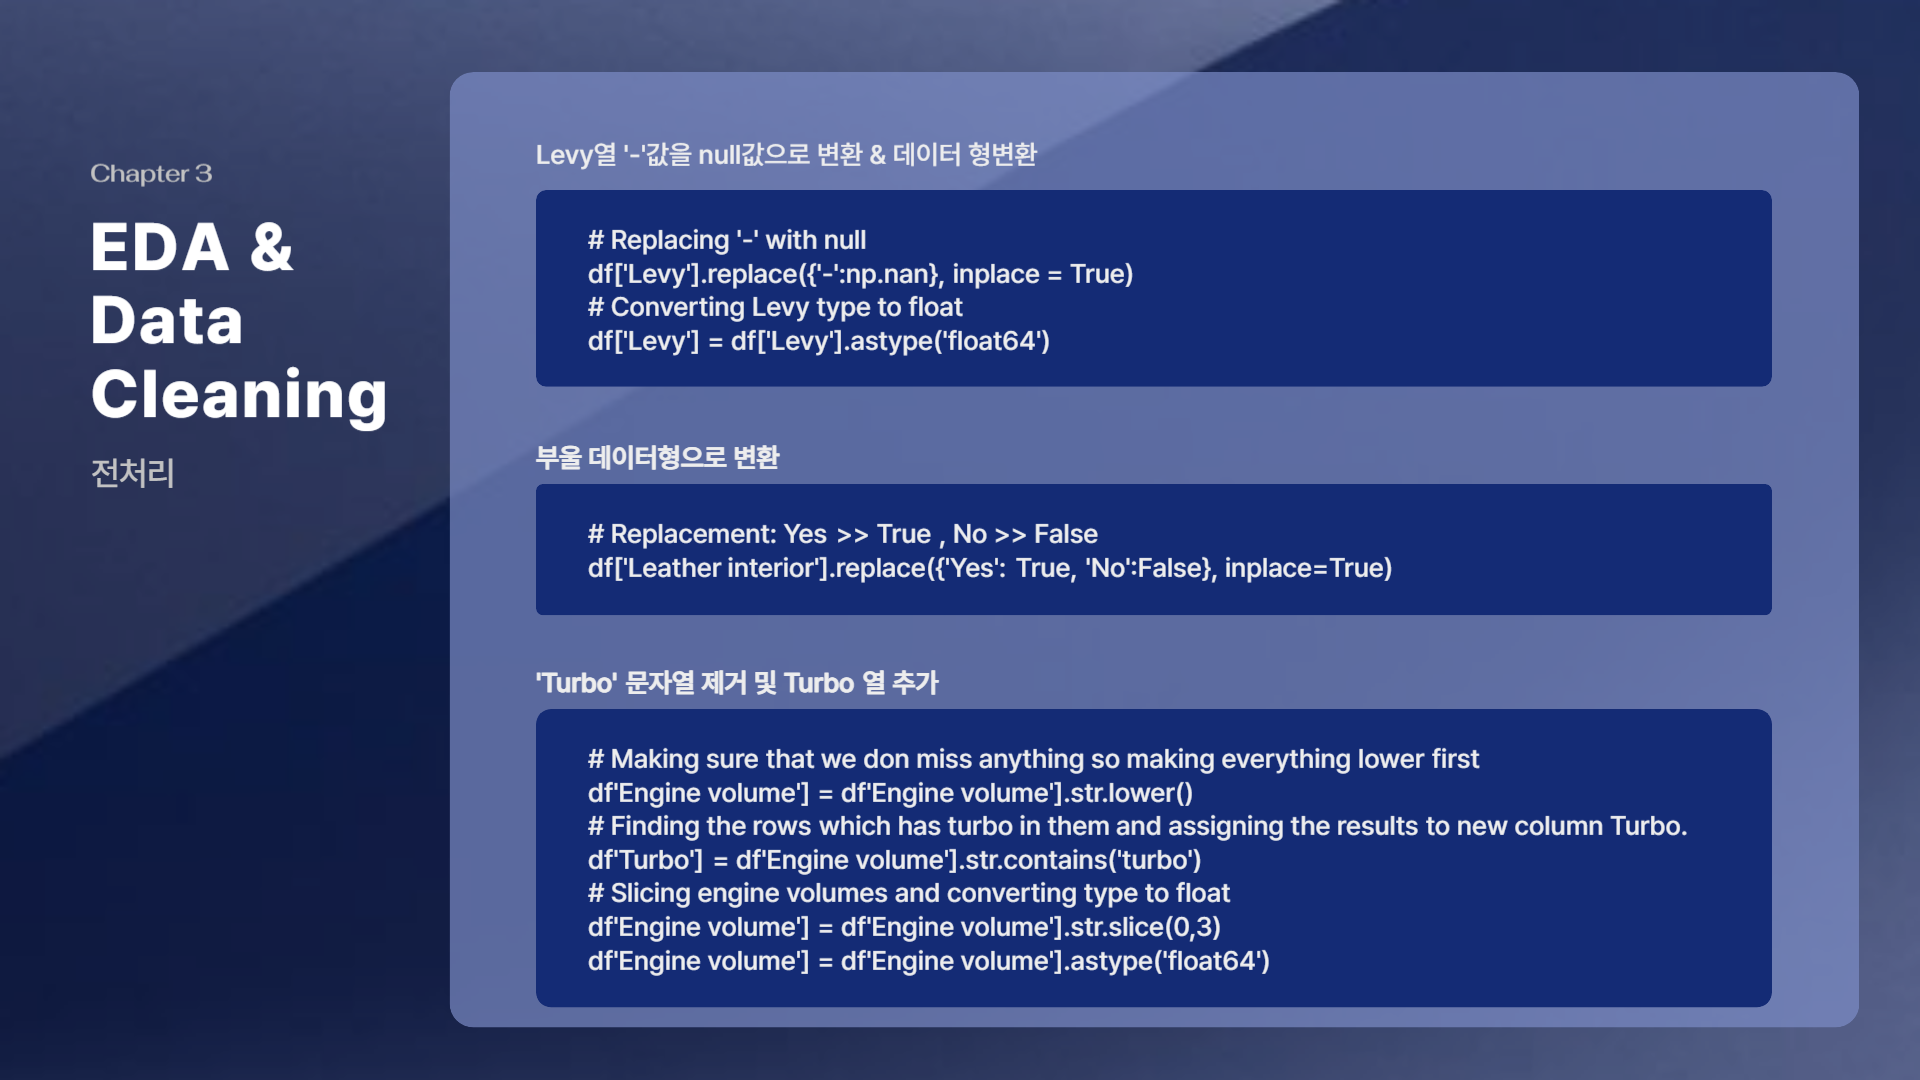 Chapter 3
EDA &
Data
Cleaning
전처리
Levy열 '-'값을 null값으로 변환 & 데이터 형변환
# Replacing '-' with null
df['Levy'].replace({'-':np.nan}, inplace = True)
# Converting Levy type to float
df['Levy'] = df['Levy'].astype('float64')
부울 데이터형으로 변환
# Replacement: Yes >> True , No >> False
df['Leather interior'].replace({'Yes': True, 'No':False}, inplace=True)
'Turbo' 문자열 제거 및 Turbo 열 추가
# Making sure that we don miss anything so making everything lower first
df'Engine volume'] = df'Engine volume'].str.lower()
# Finding the rows which has turbo in them and assigning the results to new column Turbo.
df'Turbo'] = df'Engine volume'].str.contains('turbo')
# Slicing engine volumes and converting type to float
df'Engine volume'] = df'Engine volume'].str.slice(0,3)
df'Engine volume'] = df'Engine volume'].astype('float64')